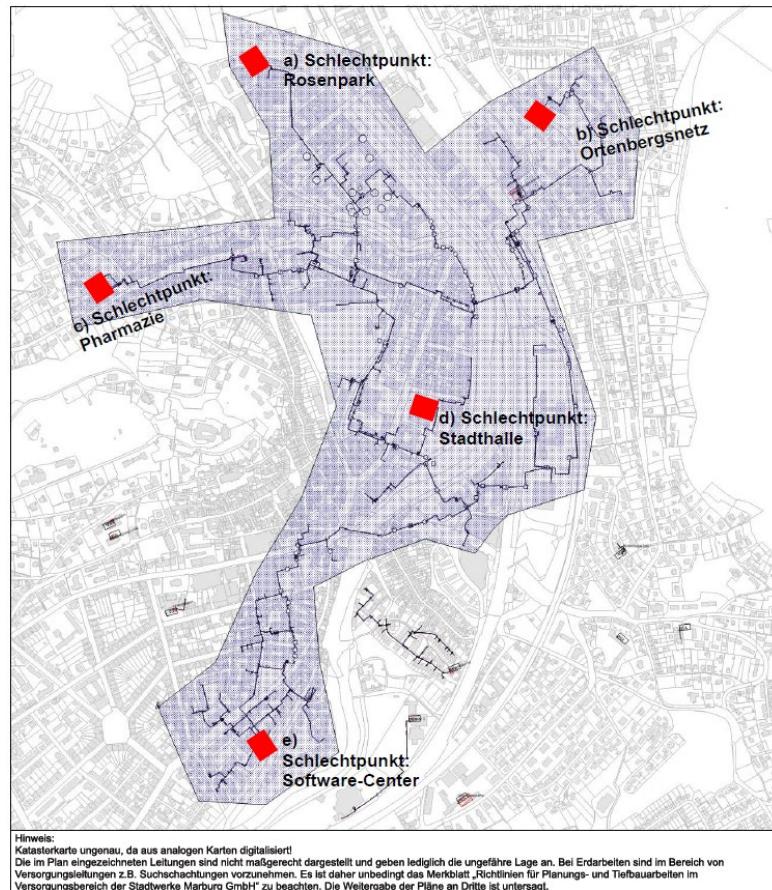 a) Schlechtpunkt:
Rosenpark
b) Schlechtpunkt:
Ortenbergsnetz
c) Schlechtpunkt:
Pharmazie
d) Schlechtpunkt:
Stadthalle
e)
Schlechtpunkt:
Software-Center
Hinweis:
Katasterkarte ungenau, da aus analogen Karten digitalisiert!
Die im Plan eingezeichneten Leitungen sind nicht maßgerecht dargestellt und geben lediglich die ungefähre Lage an. Bei Erdarbeiten sind im Bereich von
Versorgungsleitungen z.B. Suchschachtungen vorzunehmen. Es ist daher unbedingt das Merkblatt „Richtlinien für Planungs- und Tiefbauarbeiten im
Versorgungsbereich der Stadtwerke Marburg GmbH“ zu beachten. Die Weitergabe der Pläne an Dritte ist untersagt.